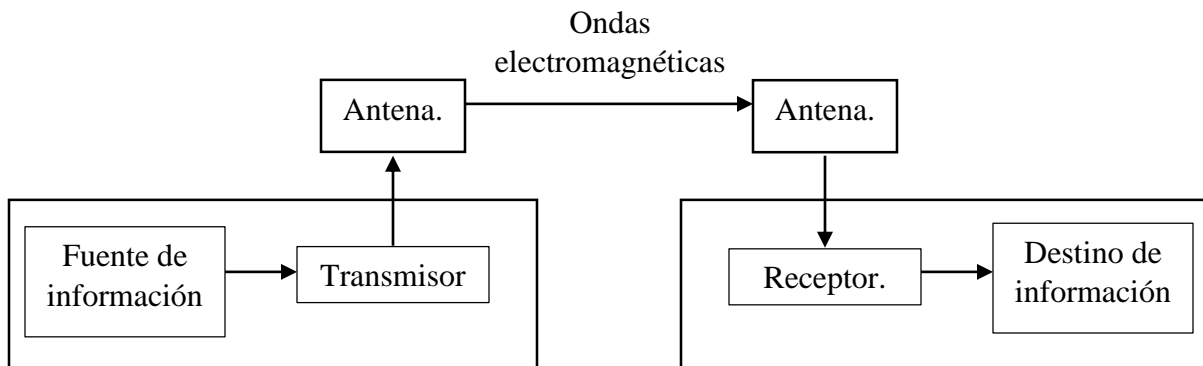 Ondas
electromagnéticas
Antena.
Antena.
Fuente de
información
Transmisor
Receptor.
Destino de
información